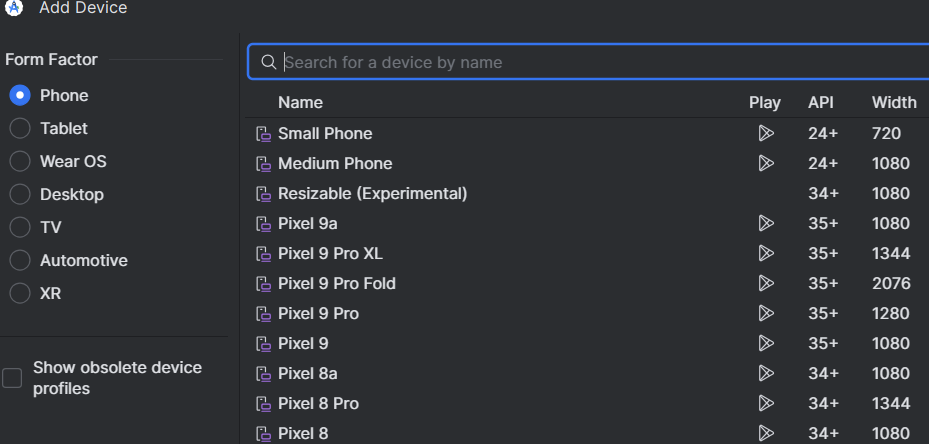 Add Device
Form Factor
Phone
Tablet
Wear OS
Desktop
TV
Automotive
XR
Show obsolete device
profiles
Search for a device by name
Name Play API Width
Small Phone 24+ 720
Medium Phone 24+ 1080
Resizable (Experimental) 34+ 1080
Pixel 9a 35+ 1080
Pixel 9 Pro XL 35+ 1344
Pixel 9 Pro Fold 35+ 2076
Pixel 9 Pro 35+ 1280
Pixel 9 35+ 1080
Pixel 8a 34+ 1080
Pixel 8 Pro 34+ 1344
Pixel 8 34+ 1080